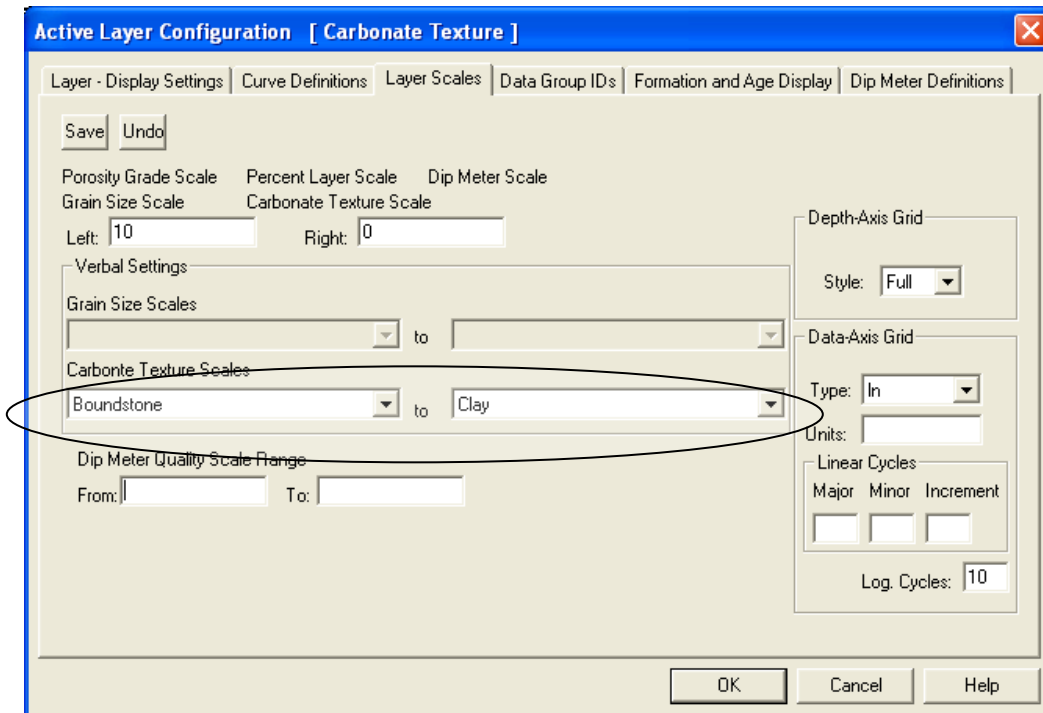 Active Layer Configuration [ Carbonate Texture ]
Layer - Display Settings Curve Definitions Layer Scales Data Group IDs Formation and Age Display Dip Meter Definitions
Save Undo
Porosity Grade Scale Percent Layer Scale Dip Meter Scale
Grain Size Scale Carbonate Texture Scale
Left: 10 Right: 0
Verbal Settings
Grain Size Scales
to
Carbonte Texture Scales
Boundstone to Clay
Dip Meter Quality Scale Range
From: To:
Depth-Axis Grid
Style: Full
Data-Axis Grid
Type: In
Units:
Linear Cycles
Major Minor Increment
Log. Cycles: 10
OK Cancel Help